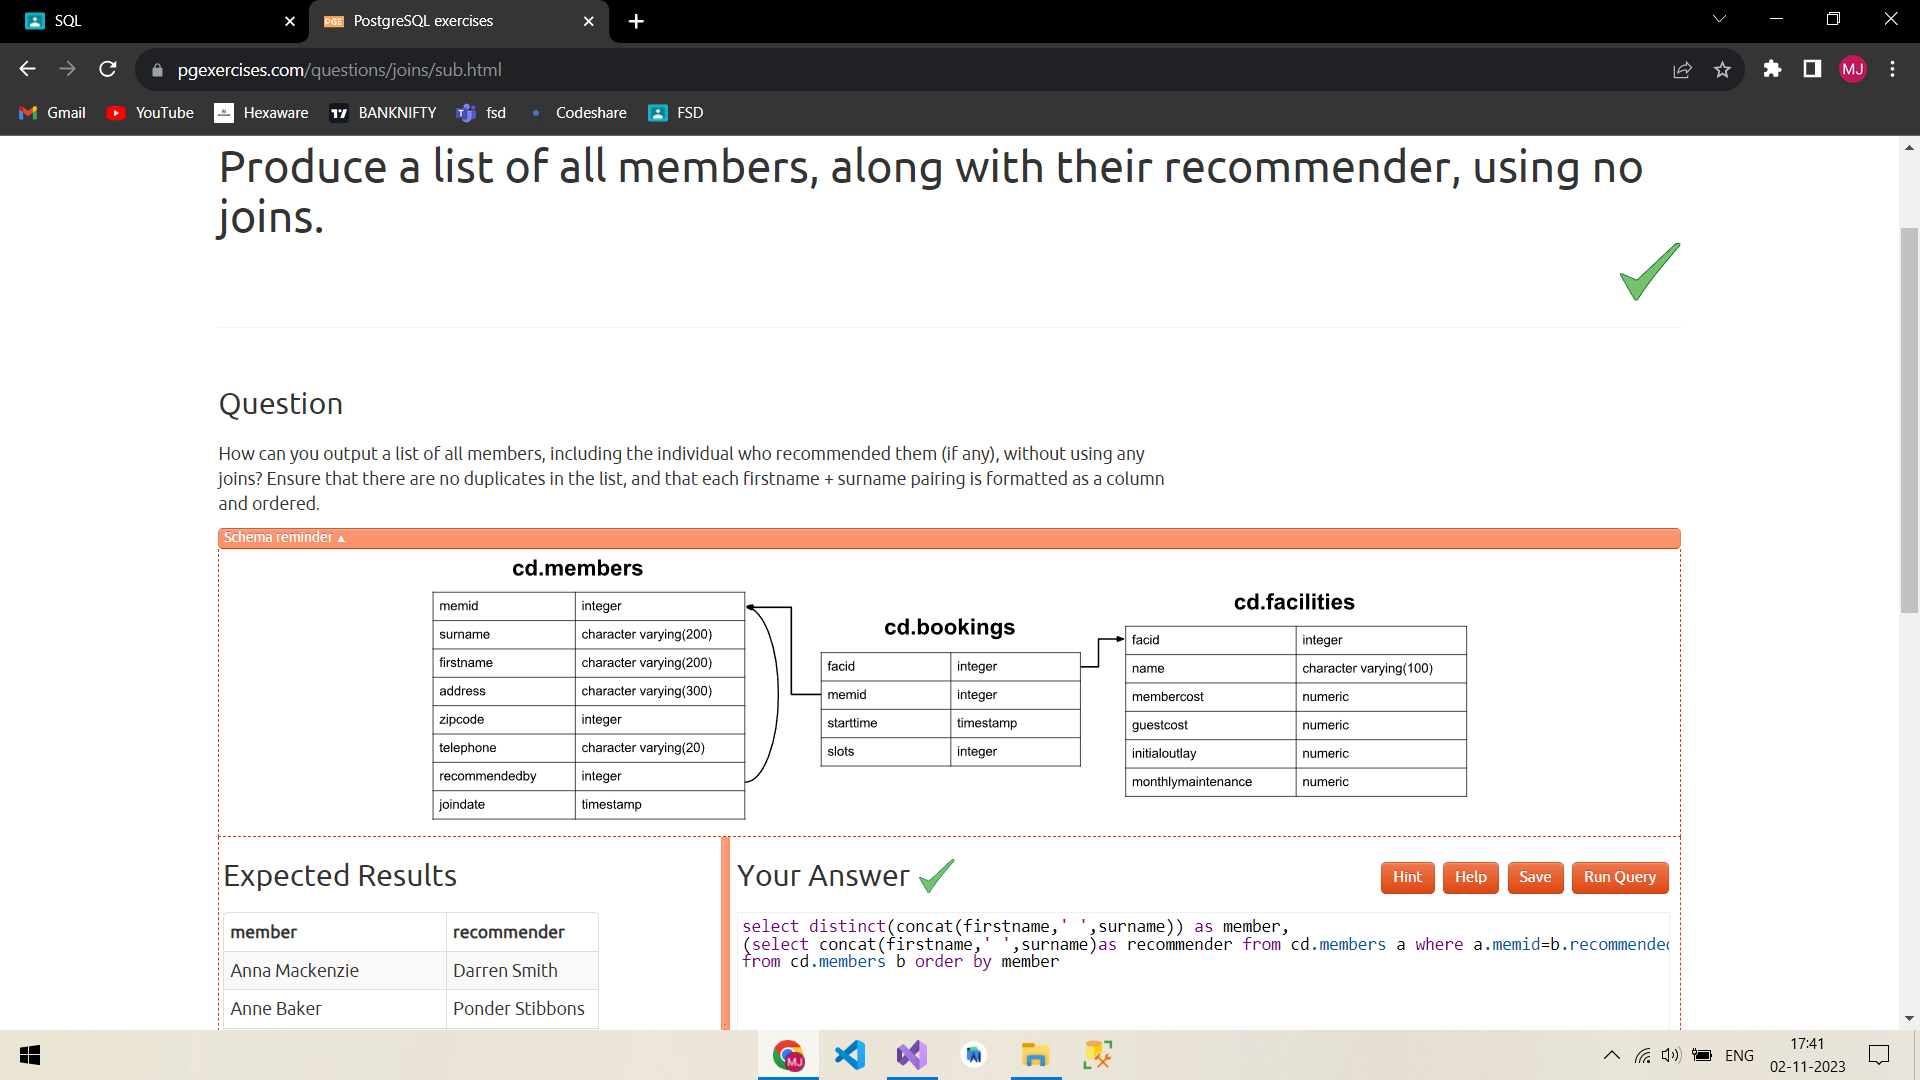 SQL
PGE PostgreSQL exercises
pgexercises.com/questions/joins/sub.html
MJ
Gmail YouTube Hexaware BANKNIFTY fsd Codeshare FSD
Produce a list of all members, along with their recommender, using no
joins.
Question
How can you output a list of all members, including the individual who recommended them (if any), without using any
joins? Ensure that there are no duplicates in the list, and that each firstname + surname pairing is formatted as a column
and ordered.
Schema reminder ▲
cd.members
memid integer
surname character varying(200)
firstname character varying(200)
address character varying(300)
zipcode integer
telephone character varying(20)
recommendedby integer
joindate timestamp
cd.bookings
facid integer
memid integer
starttime timestamp
slots integer
cd.facilities
facid integer
name character varying(100)
membercost numeric
guestcost numeric
initialoutlay numeric
monthlymaintenance numeric
Expected Results
member recommender
Anna Mackenzie Darren Smith
Anne Baker Ponder Stibbons
Your Answer
Hint Help Save Run Query
select distinct(concat(firstname,' ',surname)) as member,
(select concat(firstname,' ',surname)as recommender from cd.members a where a.memid=b.recommended
from cd.members b order by member
MJ
ENG
17:41
02-11-2023